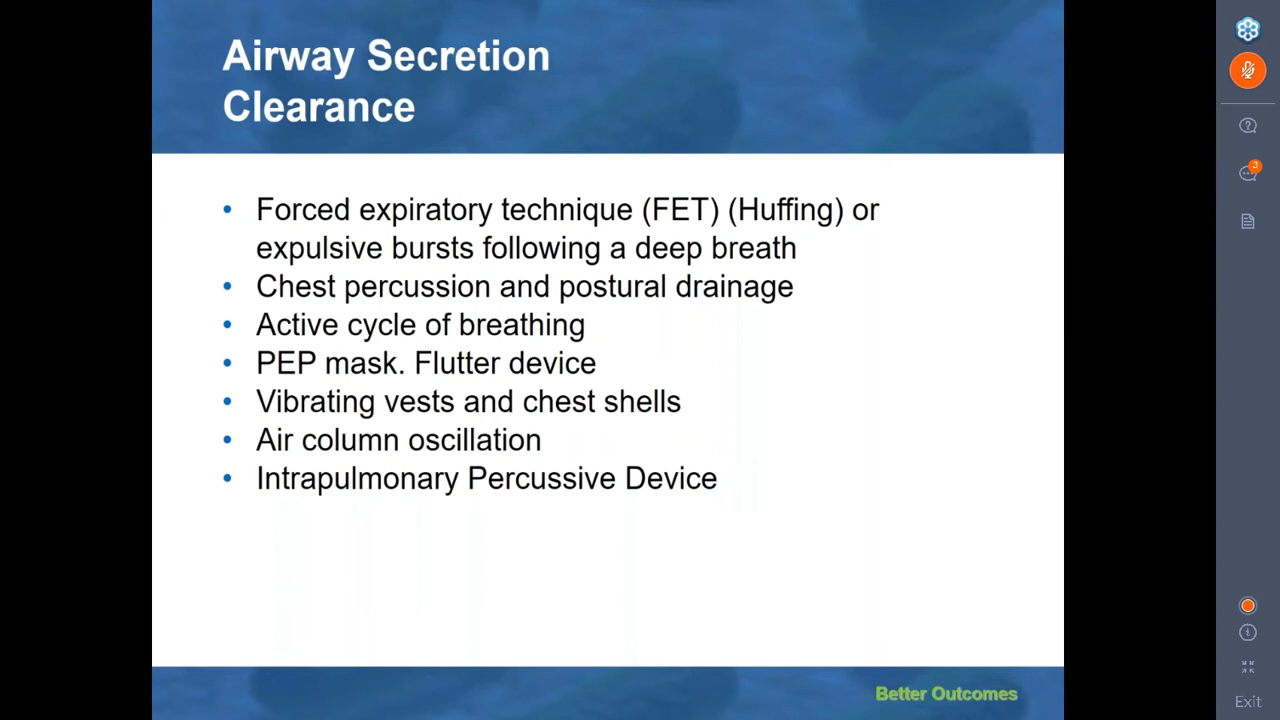 Airway Secretion
Clearance
• Forced expiratory technique (FET) (Huffing) or
expulsive bursts following a deep breath
• Chest percussion and postural drainage
• Active cycle of breathing
• PEP mask. Flutter device
• Vibrating vests and chest shells
• Air column oscillation
• Intrapulmonary Percussive Device
Better Outcomes
3
Exit